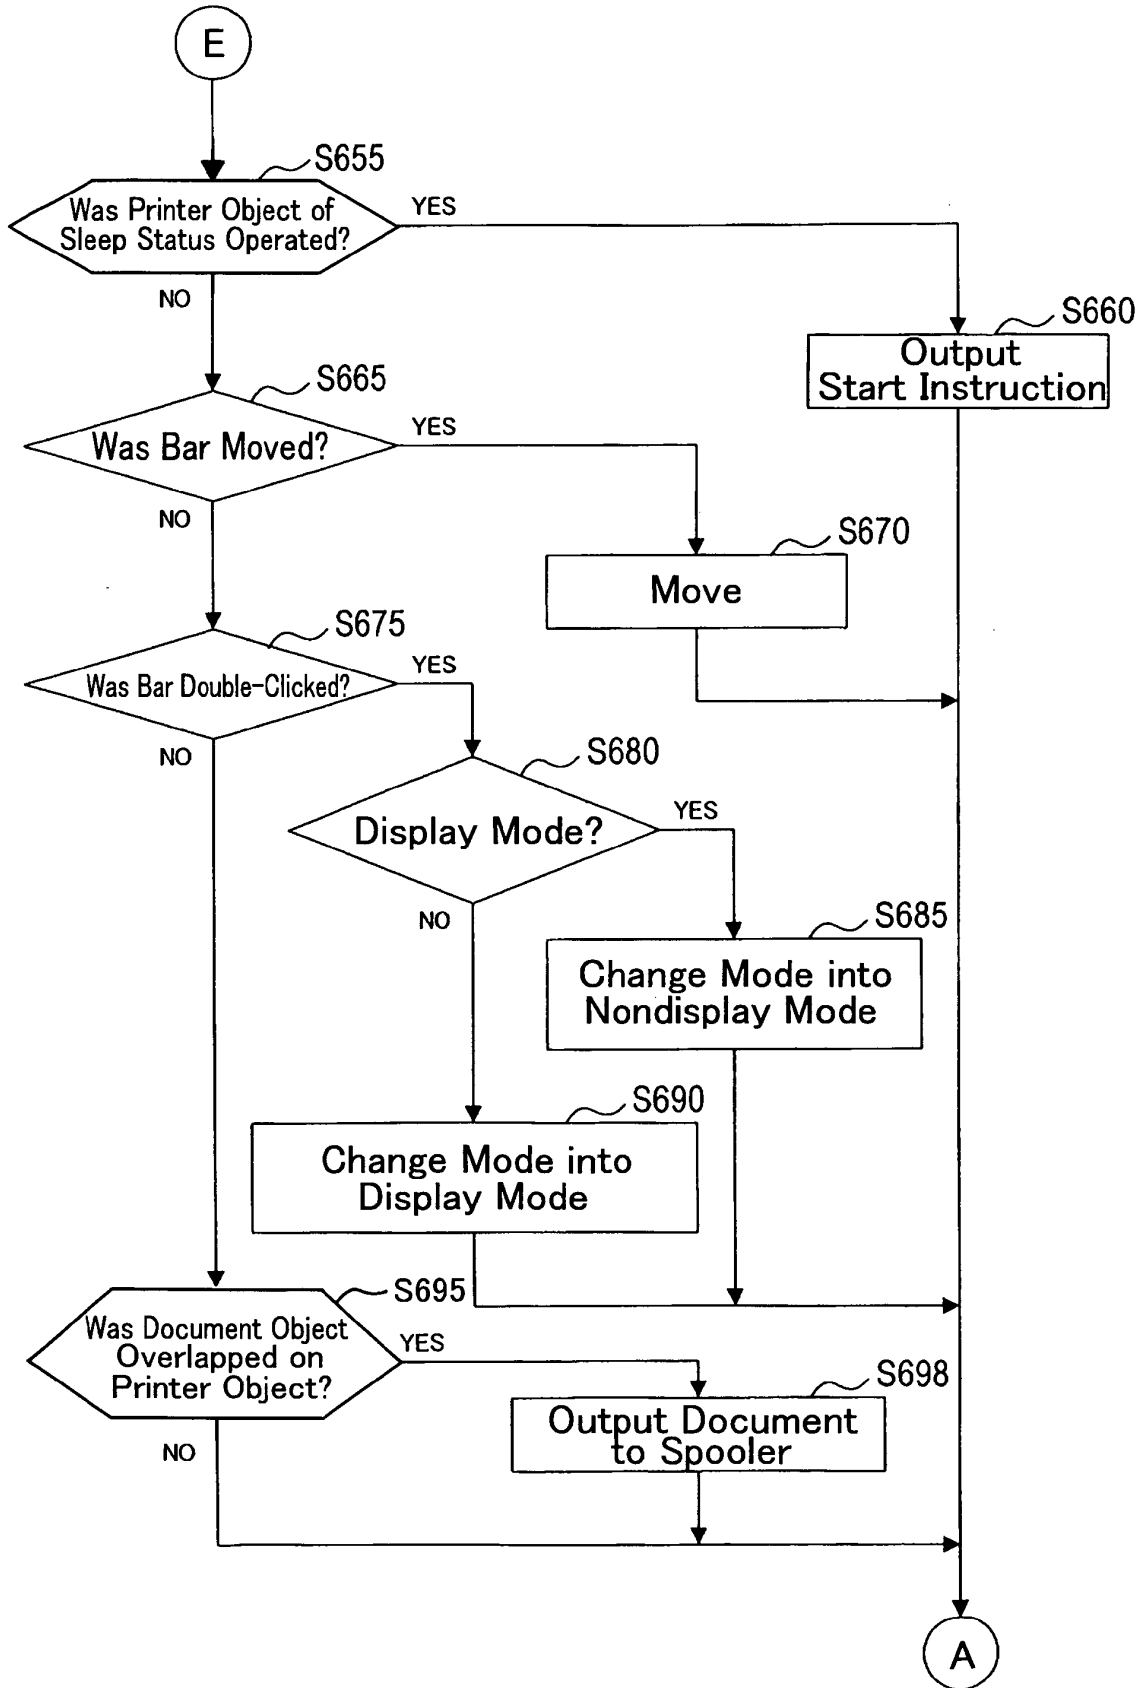 E
S655
Was Printer Object of
Sleep Status Operated?
YES
NO
S660
Output
Start Instruction
S665
Was Bar Moved?
YES
NO
S670
Move
S675
Was Bar Double-Clicked?
YES
NO
S680
Display Mode?
YES
NO
S685
Change Mode into
Nondisplay Mode
S690
Change Mode into
Display Mode
S695
Was Document Object
Overlapped on
Printer Object?
YES
NO
S698
Output Document
to Spooler
A